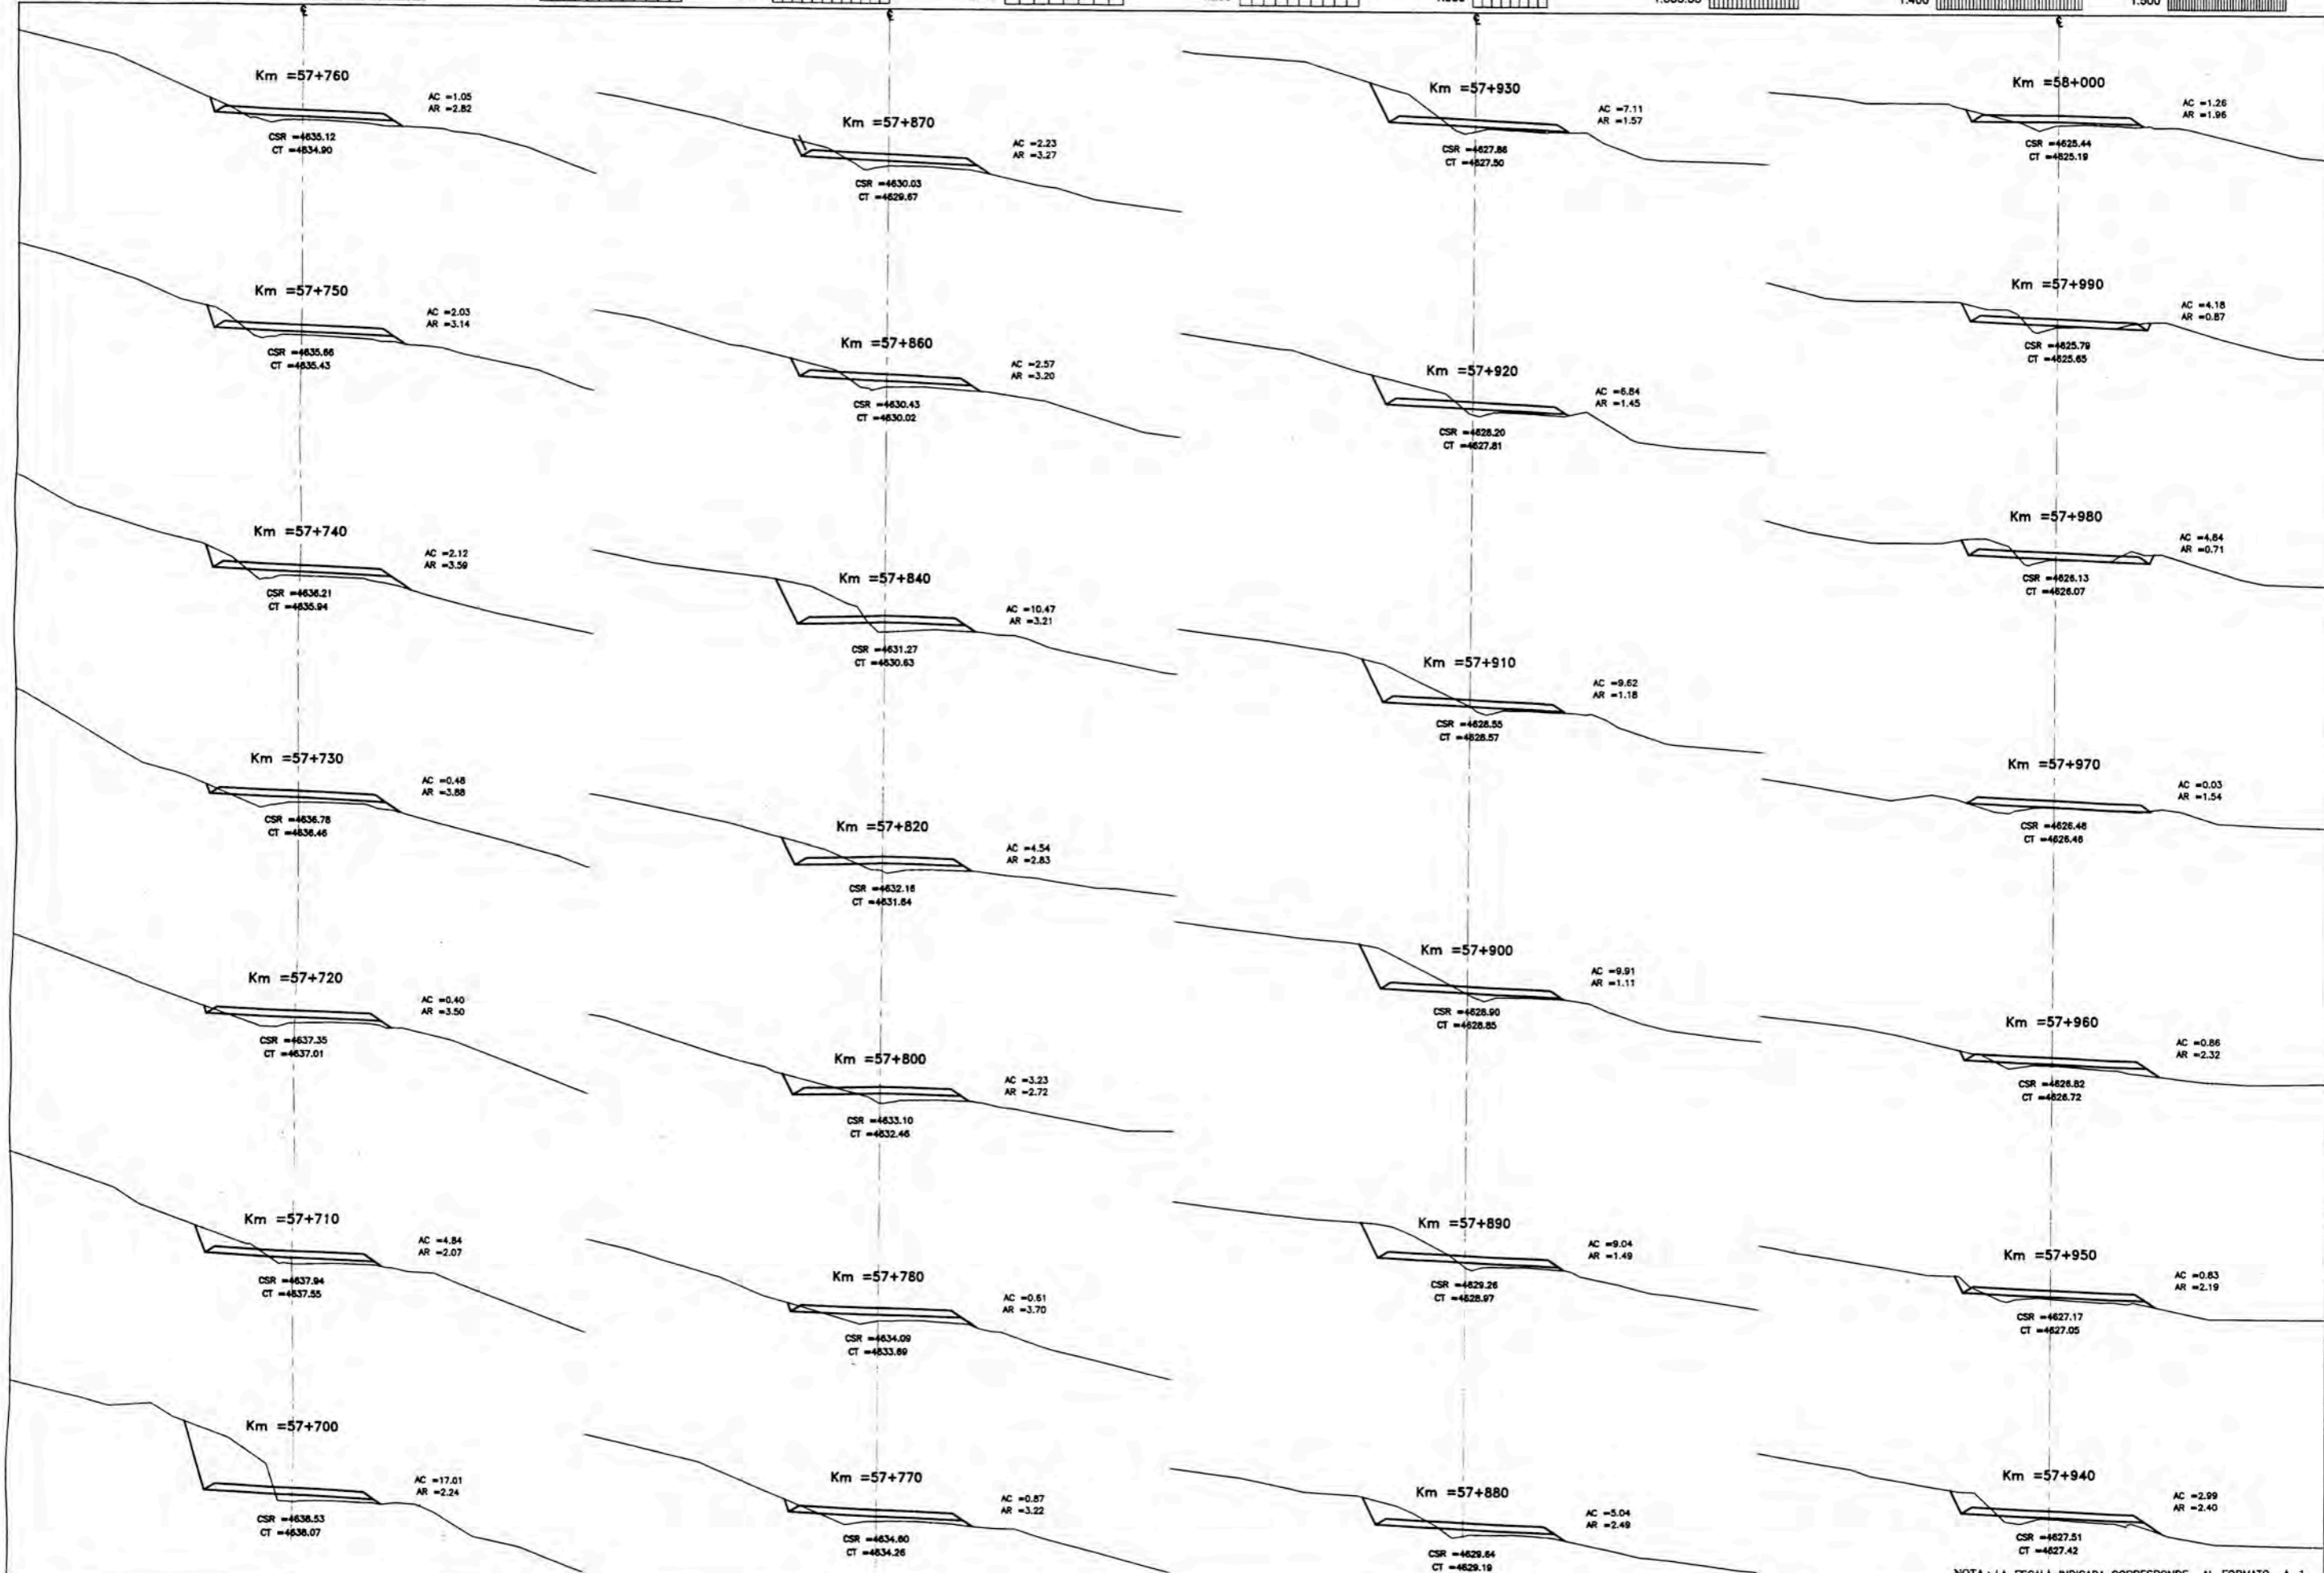 1:400
1:500
Km =57+760
AC =1.05
AR =2.82
CSR =4635.12
CT =4634.90
Km =57+750
AC =2.03
AR =3.14
CSR =4635.66
CT =4635.43
Km =57+740
AC =2.12
AR =3.59
CSR =4636.21
CT =4635.94
Km =57+730
AC =0.48
AR =3.88
CSR =4636.78
CT =4636.46
Km =57+720
AC =0.40
AR =3.50
CSR =4637.35
CT =4637.01
Km =57+710
AC =4.84
AR =2.07
CSR =4637.94
CT =4637.55
Km =57+700
AC =17.01
AR =2.24
CSR =4638.53
CT =4638.07
Km =57+870
AC =2.23
AR =3.27
CSR =4630.03
CT =4629.67
Km =57+860
AC =2.57
AR =3.20
CSR =4630.43
CT =4630.02
Km =57+840
AC =10.47
AR =3.21
CSR =4631.27
CT =4630.63
Km =57+820
AC =4.54
AR =2.83
CSR =4632.16
CT =4631.64
Km =57+800
AC =3.23
AR =2.72
CSR =4633.10
CT =4632.46
Km =57+780
AC =0.61
AR =3.70
CSR =4634.09
CT =4633.69
Km =57+770
AC =0.87
AR =3.22
CSR =4634.60
CT =4634.26
Km =57+930
AC =7.11
AR =1.57
CSR =4627.86
CT =4627.50
Km =57+920
AC =6.84
AR =1.45
CSR =4628.20
CT =4627.81
Km =57+910
AC =9.62
AR =1.18
CSR =4628.55
CT =4628.57
Km =57+900
AC =9.91
AR =1.11
CSR =4628.90
CT =4628.85
Km =57+890
AC =9.04
AR =1.49
CSR =4629.26
CT =4628.97
Km =57+880
AC =5.04
AR =2.49
CSR =4629.64
CT =4629.19
Km =58+000
AC =1.26
AR =1.96
CSR =4625.44
CT =4625.19
Km =57+990
AC =4.18
AR =0.87
CSR =4625.79
CT =4625.65
Km =57+980
AC =4.84
AR =0.71
CSR =4626.13
CT =4626.07
Km =57+970
AC =0.03
AR =1.54
CSR =4626.48
CT =4626.46
Km =57+960
AC =0.86
AR =2.32
CSR =4626.82
CT =4626.72
Km =57+950
AC =0.83
AR =2.19
CSR =4627.17
CT =4627.05
Km =57+940
AC =2.99
AR =2.40
CSR =4627.51
CT =4627.42
NOTA : LA ESCALA INDICADA CORRESPONDE AL FORMATO A-1